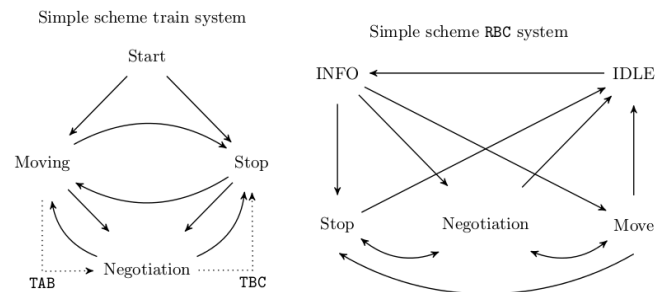 Simple scheme train system
Start
Moving
Stop
Negotiation
TAB
TBC
Simple scheme RBC system
INFO
IDLE
Stop
Negotiation
Move